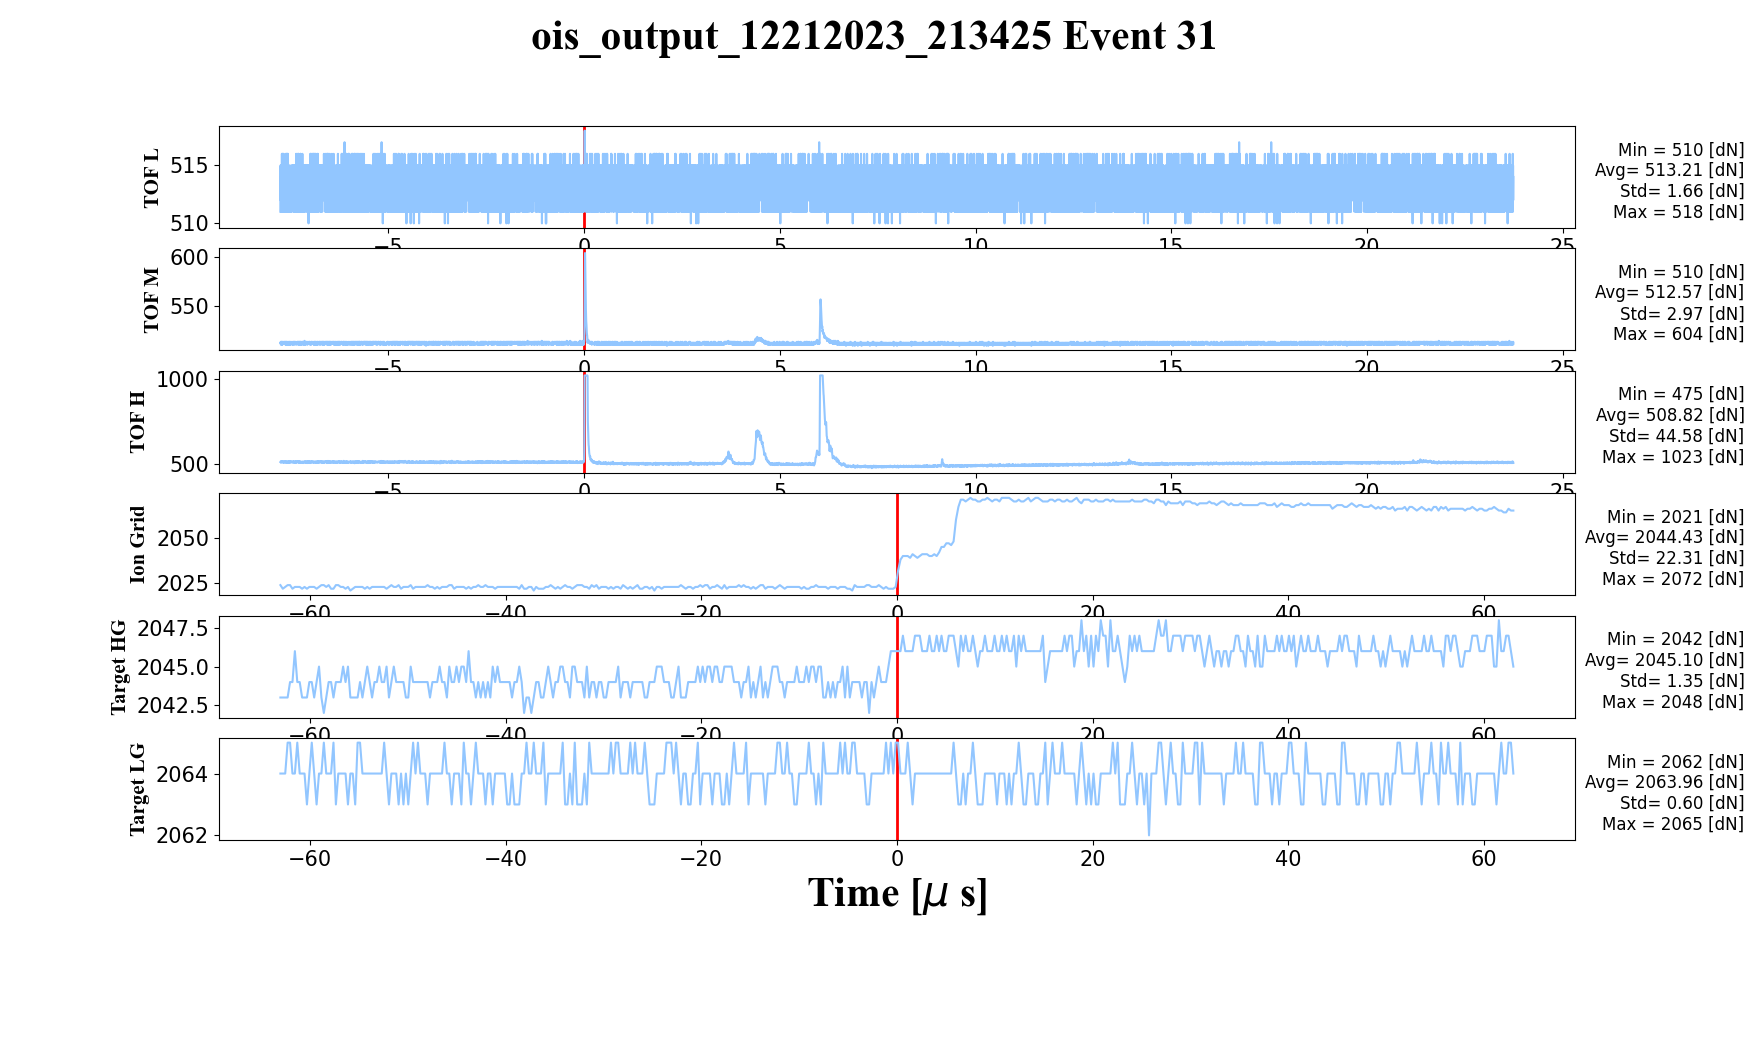 ois_output_12212023_213425 Event 31
TOF L
515
510
−5
0
5
10
15
20
25
Min = 510 [dN]
Avg= 513.21 [dN]
Std= 1.66 [dN]
Max = 518 [dN]
TOF M
600
550
−5
0
5
10
15
20
25
Min = 510 [dN]
Avg= 512.57 [dN]
Std= 2.97 [dN]
Max = 604 [dN]
TOF H
1000
500
−5
0
5
10
15
20
25
Min = 475 [dN]
Avg= 508.82 [dN]
Std= 44.58 [dN]
Max = 1023 [dN]
Ion Grid
2050
2025
−60
−40
−20
0
20
40
60
Min = 2021 [dN]
Avg= 2044.43 [dN]
Std= 22.31 [dN]
Max = 2072 [dN]
Target HG
2047.5
2045.0
2042.5
−60
−40
−20
0
20
40
60
Min = 2042 [dN]
Avg= 2045.10 [dN]
Std= 1.35 [dN]
Max = 2048 [dN]
Target LG
2064
2062
−60
−40
−20
0
20
40
60
Min = 2062 [dN]
Avg= 2063.96 [dN]
Std= 0.60 [dN]
Max = 2065 [dN]
Time [μ s]